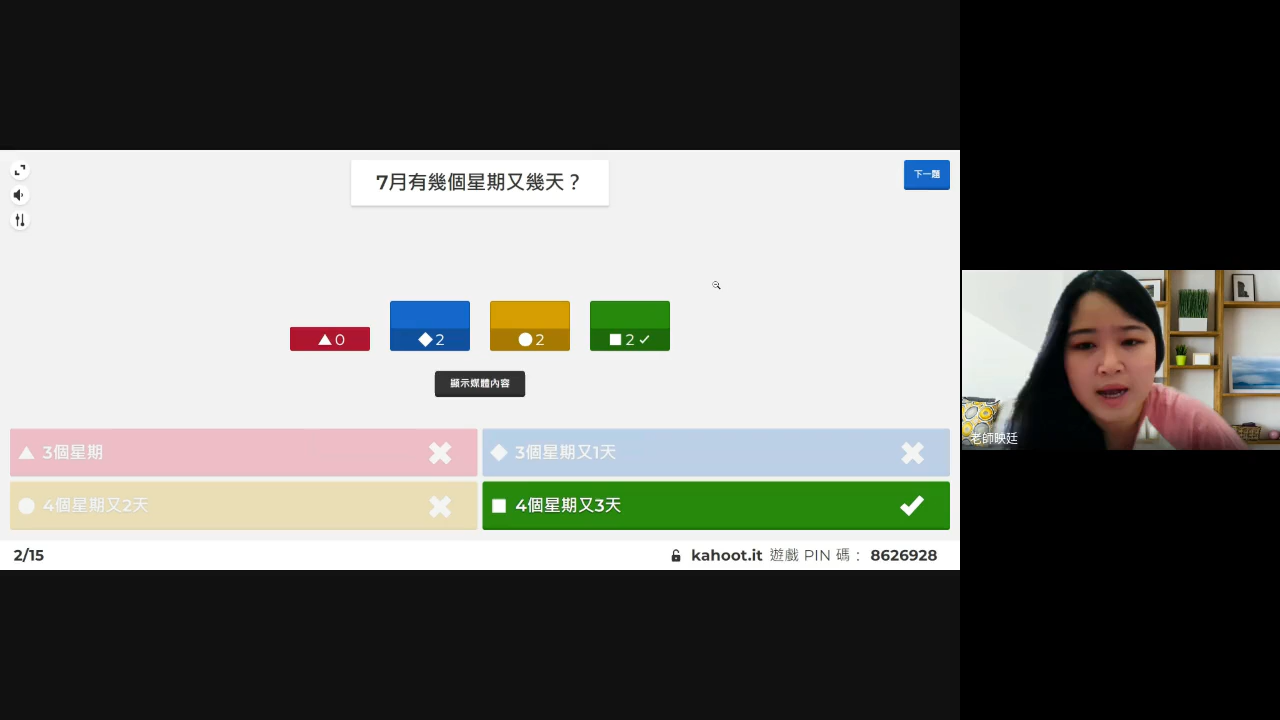 7月有幾個星期又幾天？
下一題
0
2
2
2
顯示媒體內容
3個星期
3個星期又1天
4個星期又2天
4個星期又3天
2/15
kahoot.it 遊戲 PIN 碼： 8626928
老師映廷